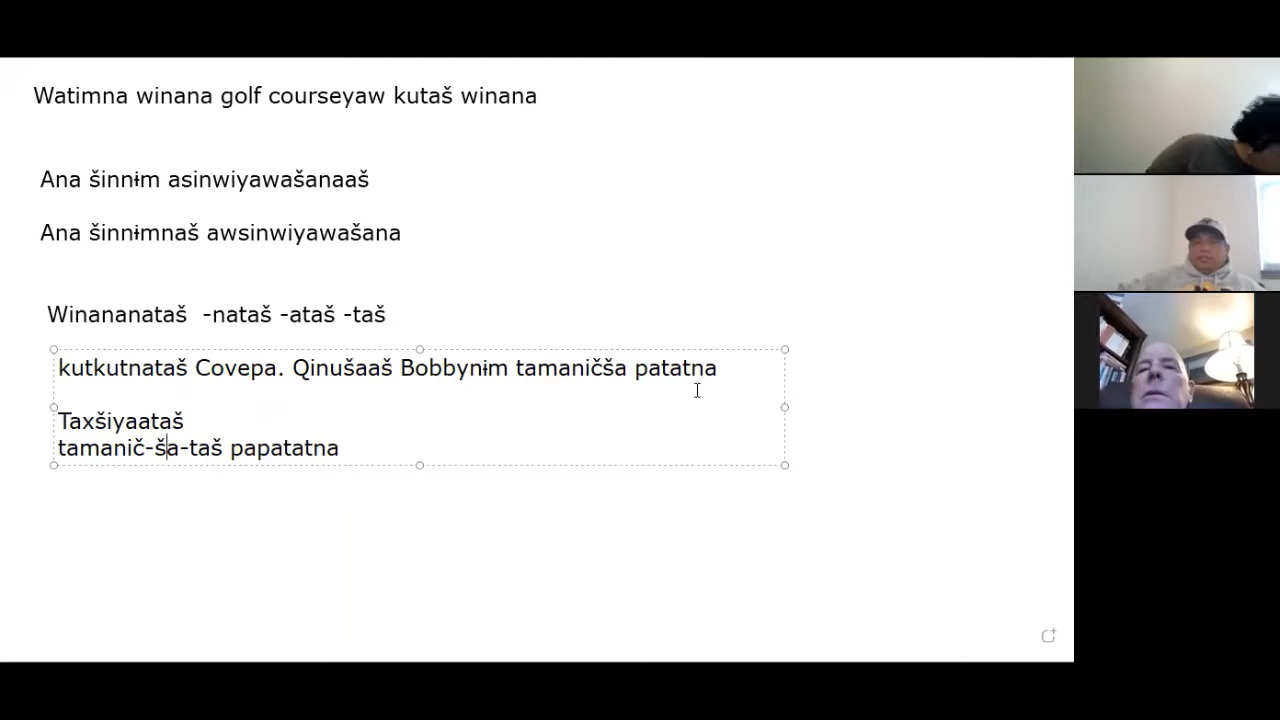 Watimna winana golf courseyaw kutaš winana
Ana šinnɨm asinwiyawašanaaš
Ana šinnɨmnaš awsinwiyawašana
Winananataš -nataš -ataš -taš
kutkutnataš Covepa. Qinušaaš Bobbynɨm tamaničša patatna
Taxšiyaataš
tamanič-ša-taš papatatna